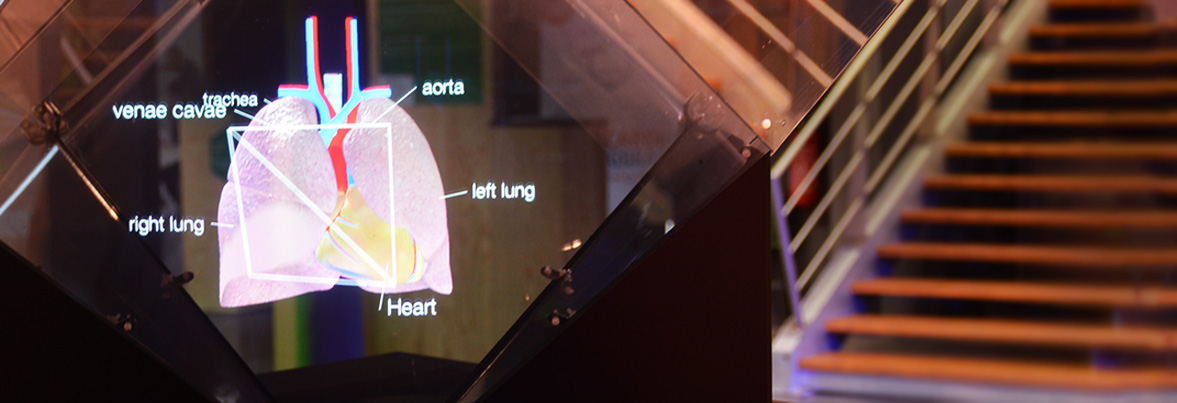 aorta
trachea
venae cavae
left lung
right lung
Heart